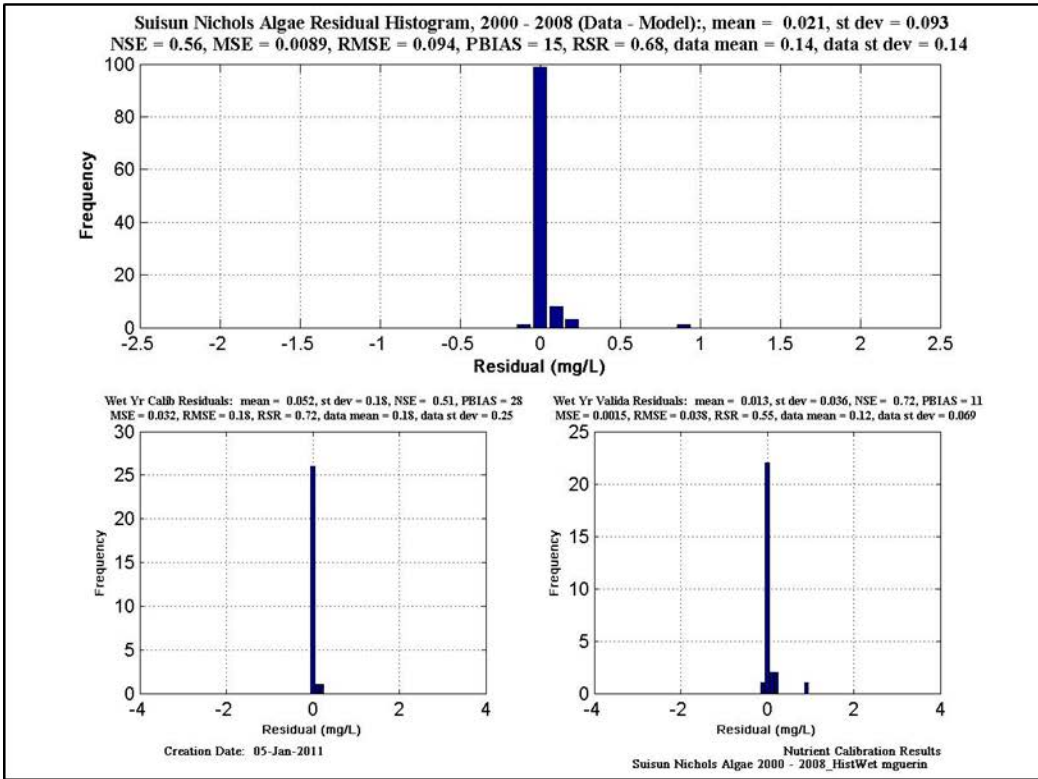 Suisun Nichols Algae Residual Histogram, 2000 - 2008 (Data - Model):, mean = 0.021, st dev = 0.093
NSE = 0.56, MSE = 0.0089, RMSE = 0.094, PBIAS = 15, RSR = 0.68, data mean = 0.14, data st dev = 0.14
100
80
60
40
20
0
Frequency
-2.5 -2 -1.5 -1 -0.5 0 0.5 1 1.5 2 2.5
Residual (mg/L)
Wet Yr Calib Residuals: mean = 0.052, st dev = 0.18, NSE = 0.51, PBIAS = 28
MSE = 0.032, RMSE = 0.18, RSR = 0.72, data mean = 0.18, data st dev = 0.25
30
25
20
15
10
5
0
Frequency
-4 -2 0 2 4
Residual (mg/L)
Wet Yr Valida Residuals: mean = 0.013, st dev = 0.036, NSE = 0.72, PBIAS = 11
MSE = 0.0015, RMSE = 0.038, RSR = 0.55, data mean = 0.12, data st dev = 0.069
25
20
15
10
5
0
Frequency
-4 -2 0 2 4
Residual (mg/L)
Creation Date: 05-Jan-2011
Nutrient Calibration Results
Suisun Nichols Algae 2000 - 2008_HistWet mguerin